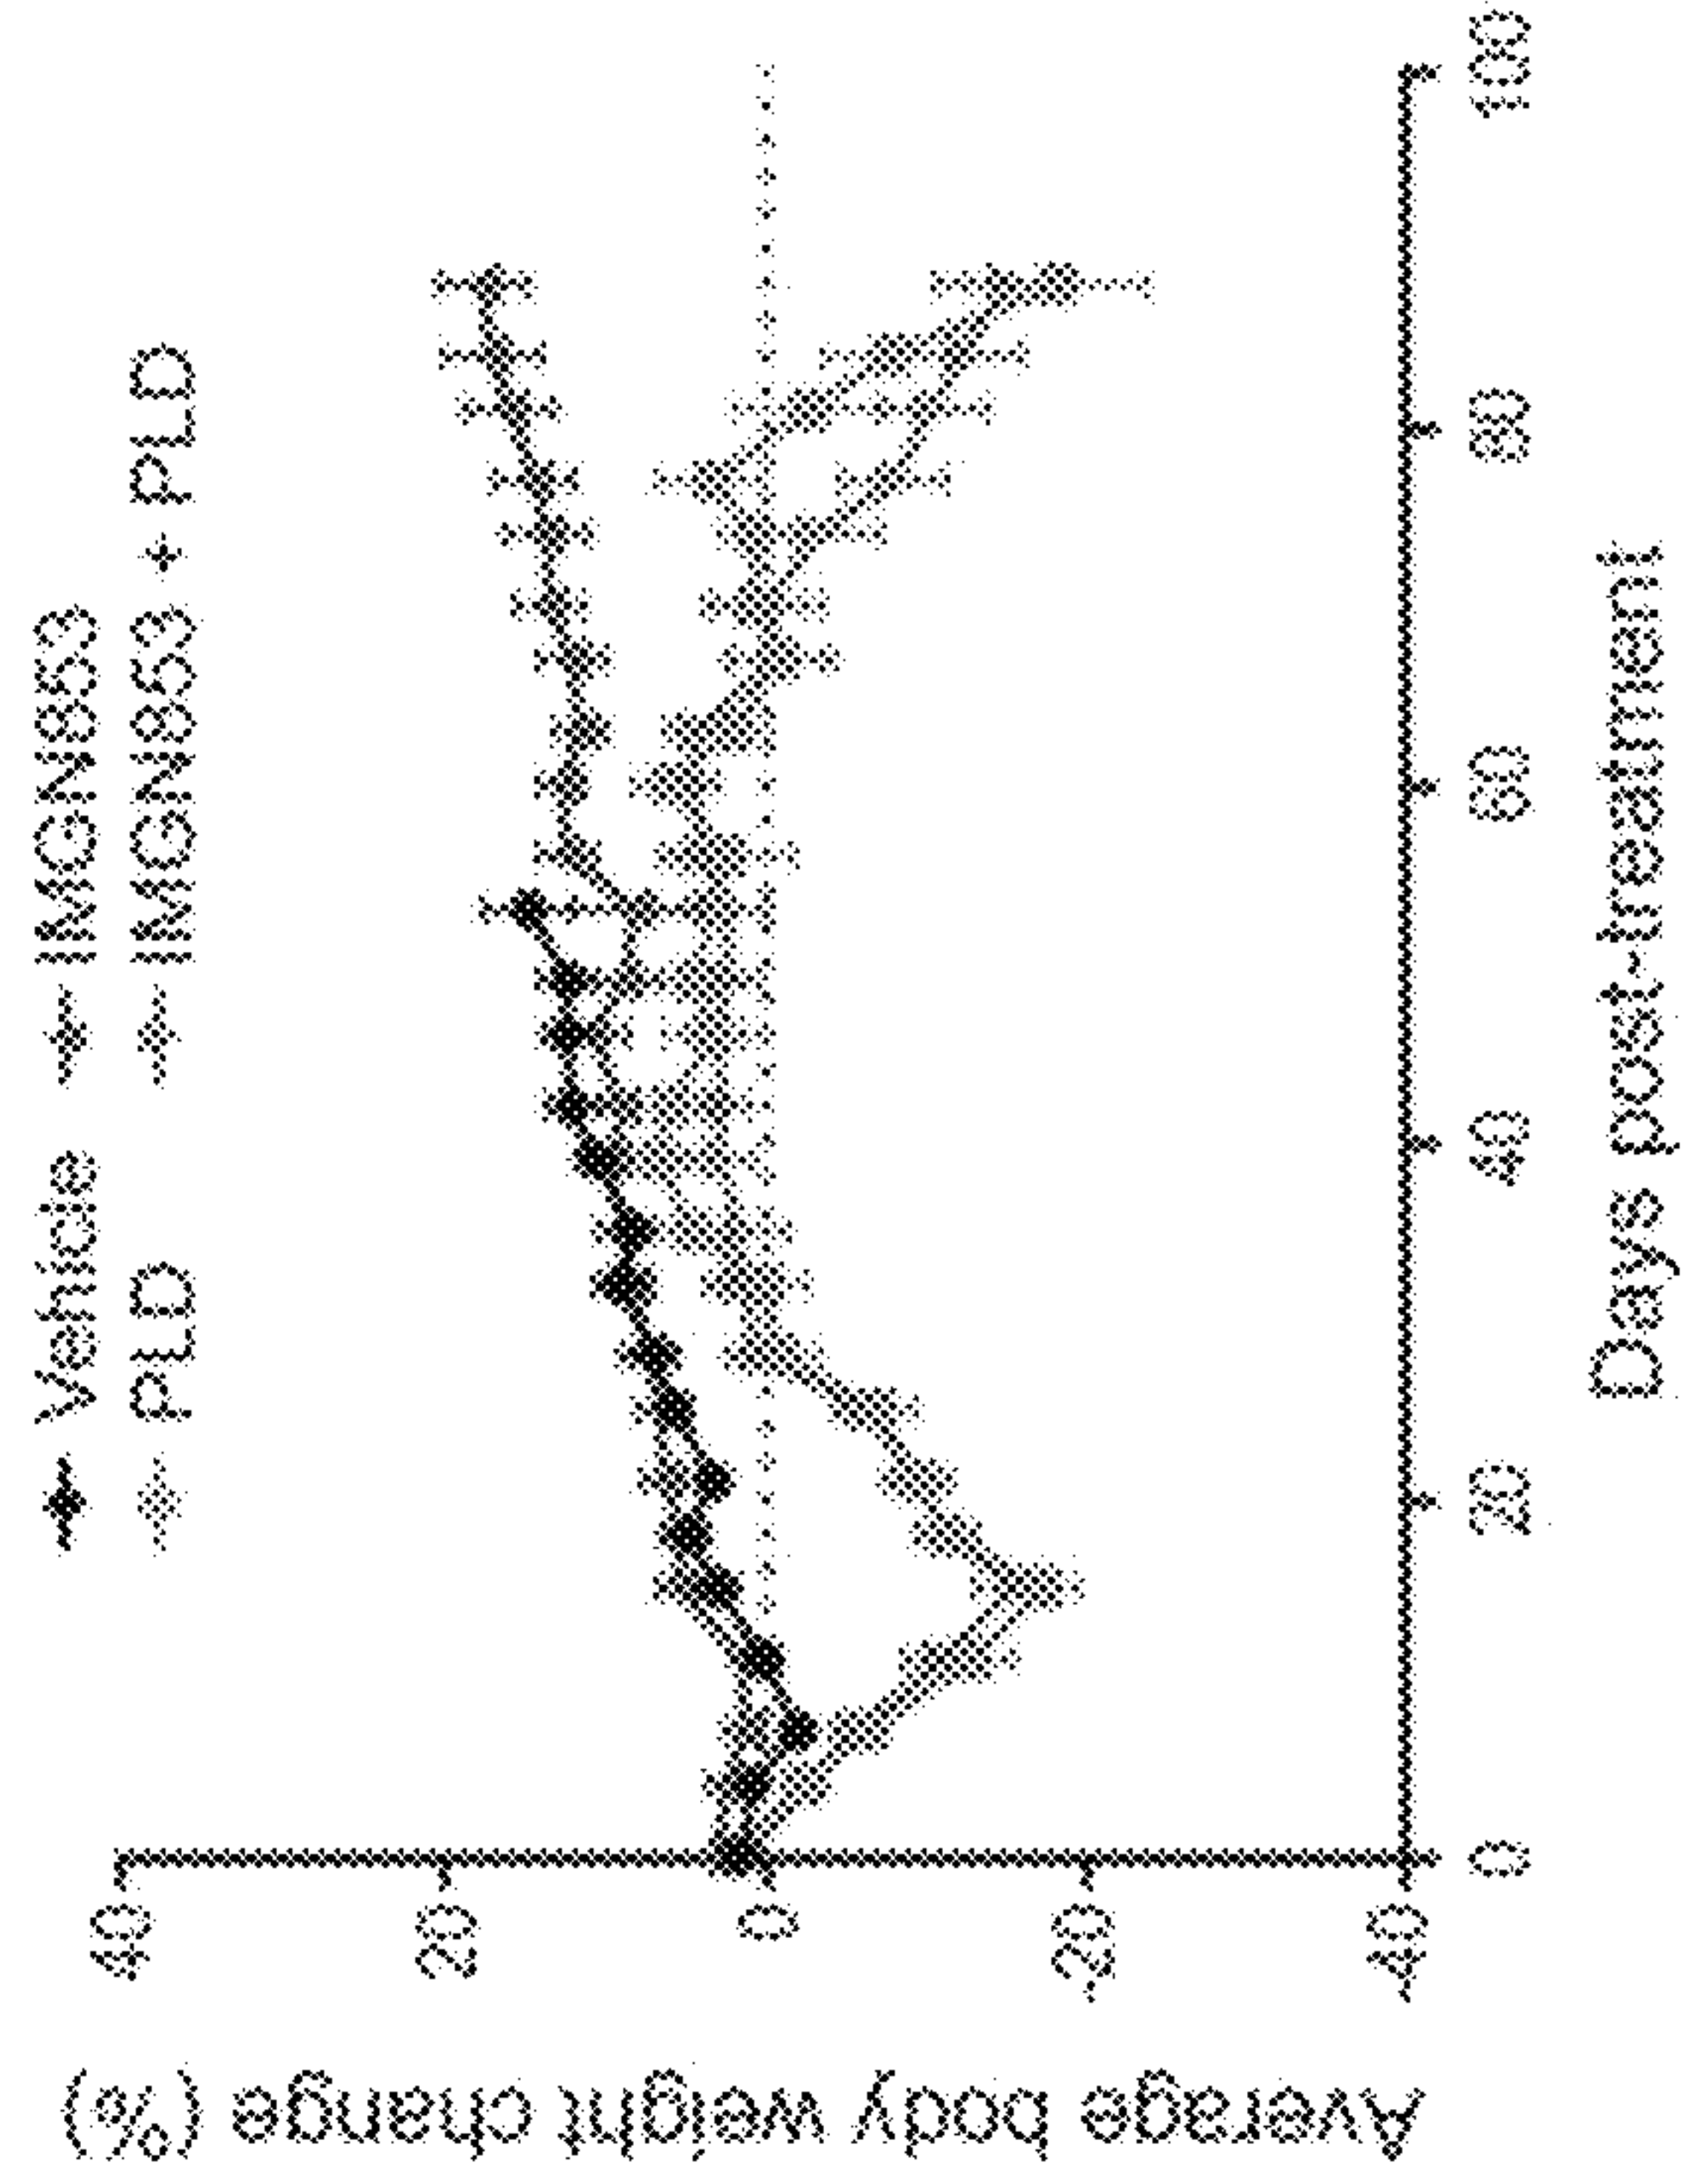 Vehicle IMGN853
PLD IMGN853 + PLD
Average body weight change (%)
40
20
0
-20
-40
0 20 40 60 80 100
Days post-treatment